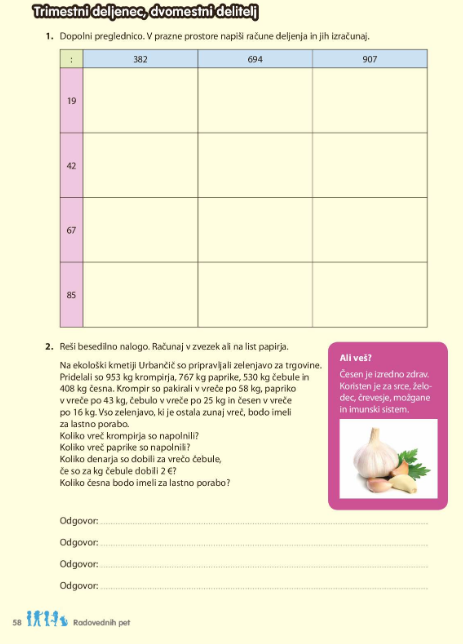 Trimestni deljenec, dvomestni delitelj
1. Dopolni preglednico. V prazne prostore napiši račune deljenja in jih izračunaj.
: 382 694 907
19
42
67
85
2. Reši besedilno nalogo. Računaj v zvezek ali na list papirja.
Na ekološki kmetiji Urbančič so pripravljali zelenjavo za trgovine.
Pridelali so 953 kg krompirja, 767 kg paprike, 530 kg čebule in
408 kg česna. Krompir so pakirali v vreče po 58 kg, papriko
v vreče po 43 kg, čebulo v vreče po 25 kg in česen v vreče
po 16 kg. Vso zelenjavo, ki je ostala zunaj vreč, bodo imeli
za lastno porabo.
Koliko vreč krompirja so napolnili?
Koliko vreč paprike so napolnili?
Koliko denarja so dobili za vrečo čebule,
če so za kg čebule dobili 2 €?
Koliko česna bodo imeli za lastno porabo?
Ali veš?
Česen je izredno zdrav.
Koristen je za srce, želo-
dec, črevesje, možgane
in imunski sistem.
Odgovor:
Odgovor:
Odgovor:
Odgovor:
58 Radovednih pet